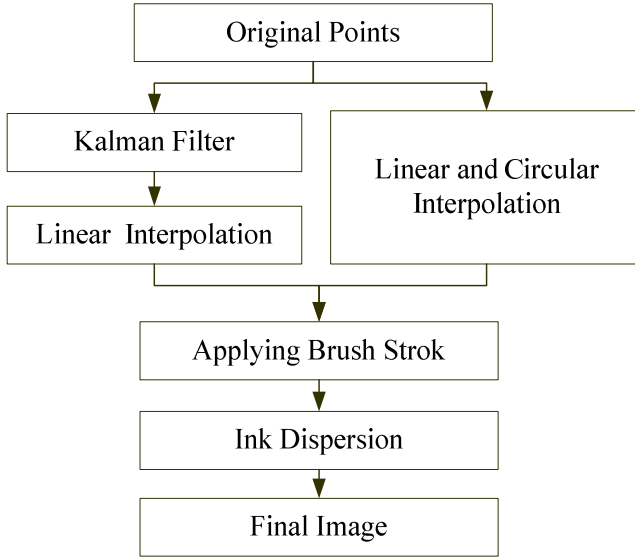 Original Points
Kalman Filter
Linear Interpolation
Linear and Circular
Interpolation
Applying Brush Strok
Ink Dispersion
Final Image